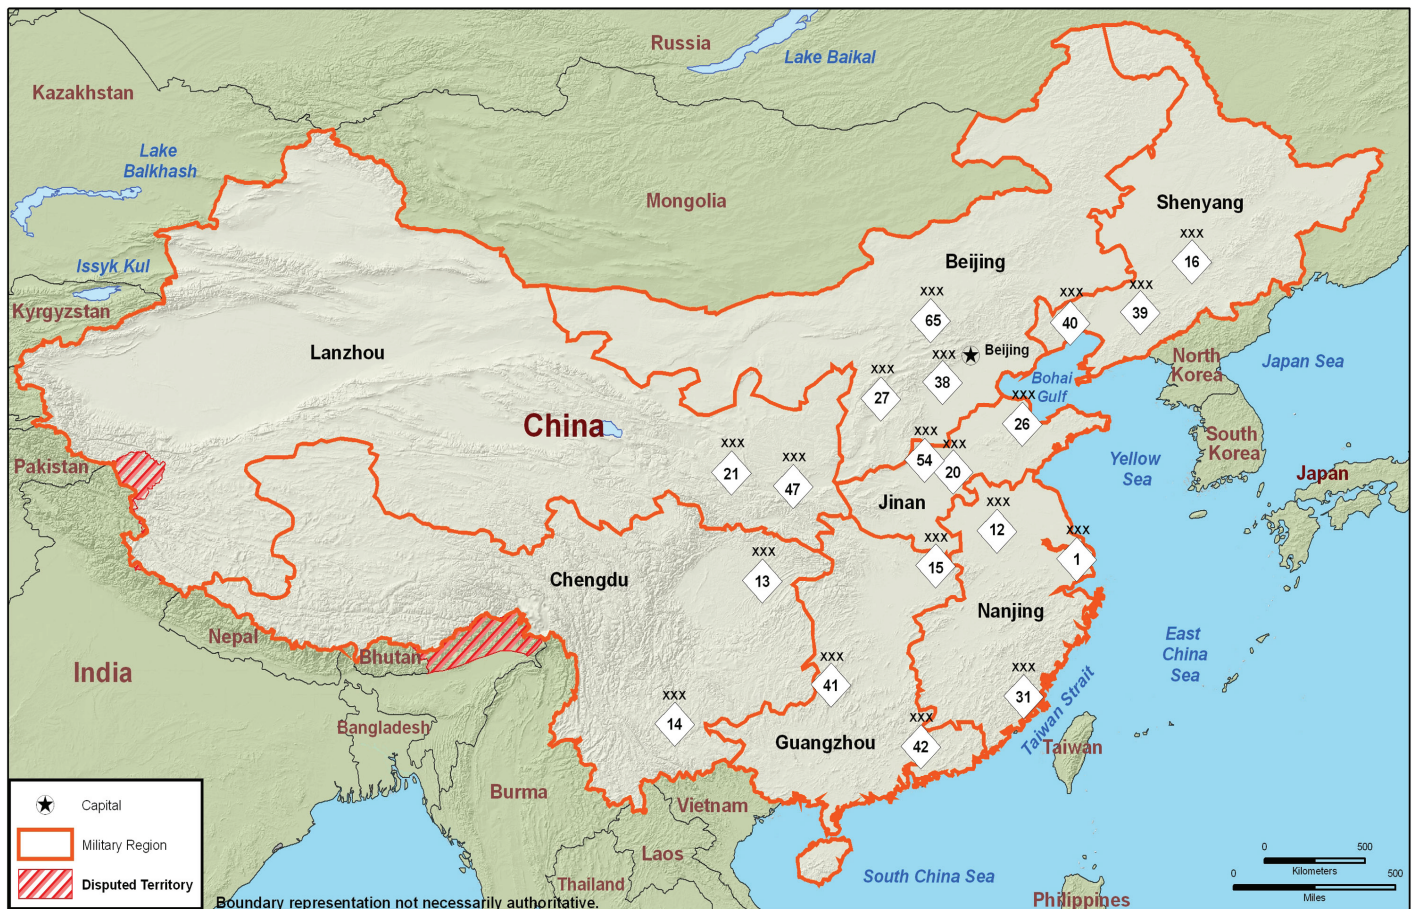 Russia
Lake Baikal
Kazakhstan
Lake
Balkhash
Mongolia
Shenyang
XXX
16
Issyk Kul
Beijing
Kyrgyzstan
XXX
65
XXX
40
XXX
39
Lanzhou
Beijing
XXX
38
North
Korea
Japan Sea
XXX
27
Bohai
Gulf
XXX
26
China
South
Korea
Pakistan
XXX
21
XXX
47
XXX
54
XXX
20
Yellow
Sea
Japan
Jinan
XXX
12
XXX
1
XXX
15
XXX
13
Chengdu
Nanjing
Nepal
Bhutan
East
China
Sea
India
XXX
41
XXX
31
Taiwan Strait
XXX
14
Bangladesh
Guangzhou
XXX
42
Taiwan
Burma
Vietnam
Laos
Thailand
South China Sea
Philippines
Capital
Military Region
Disputed Territory
Boundary representation not necessarily authoritative.
0 500
Kilometers
0 500
Miles